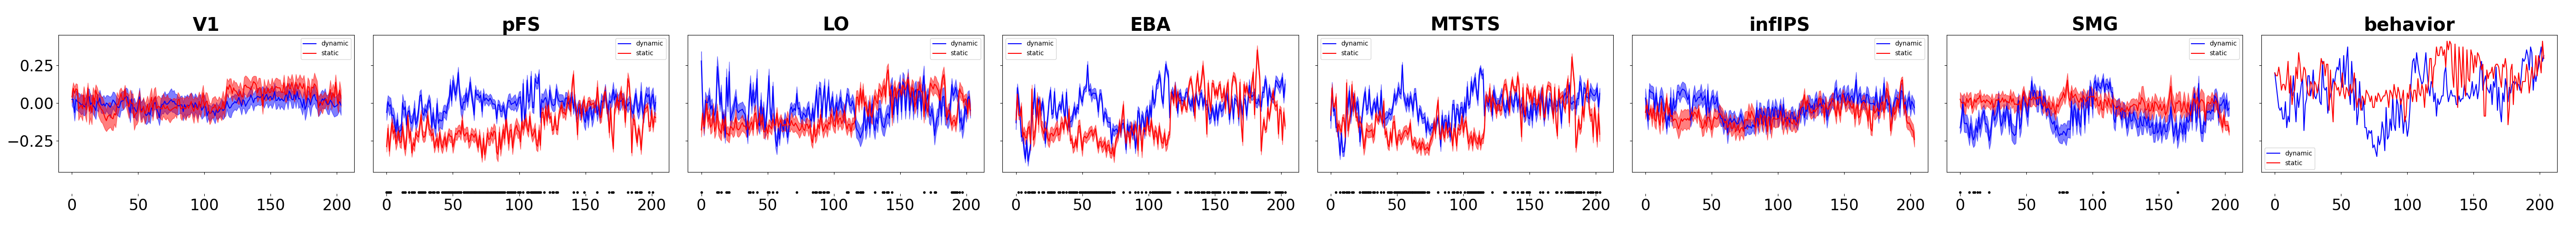 V1 pFS LO EBA MTSTS infIPS SMG behavior
dynamic dynamic dynamic dynamic dynamic dynamic dynamic
static static static static static static static
0.25
0.00
−0.25
dynamic
static
0 50 100 150 200 0 50 100 150 200 0 50 100 150 200 0 50 100 150 200 0 50 100 150 200 0 50 100 150 200 0 50 100 150 200 0 50 100 150 200